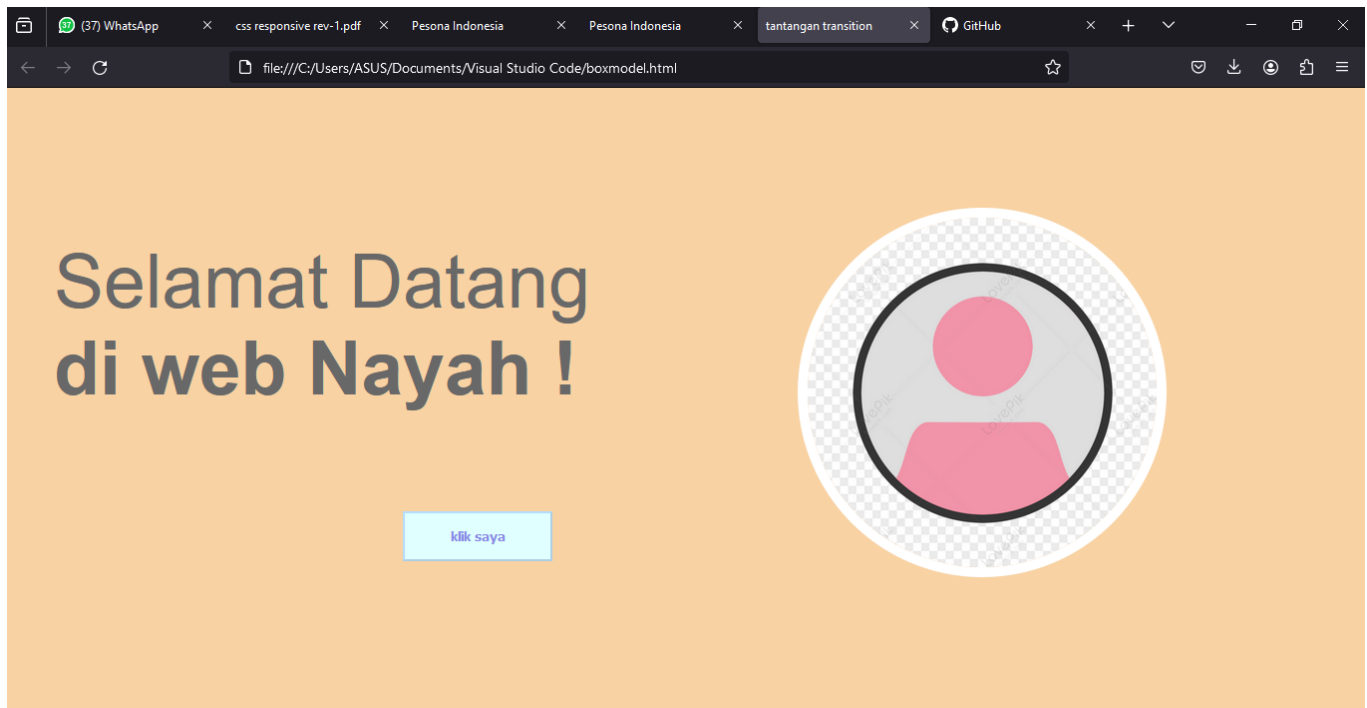 37 (37) WhatsApp
css responsive rev-1.pdf
Pesona Indonesia
Pesona Indonesia
tantangan transition
GitHub
file:///C:/Users/ASUS/Documents/Visual Studio Code/boxmodel.html
Selamat Datang
di web Nayah !
klik saya